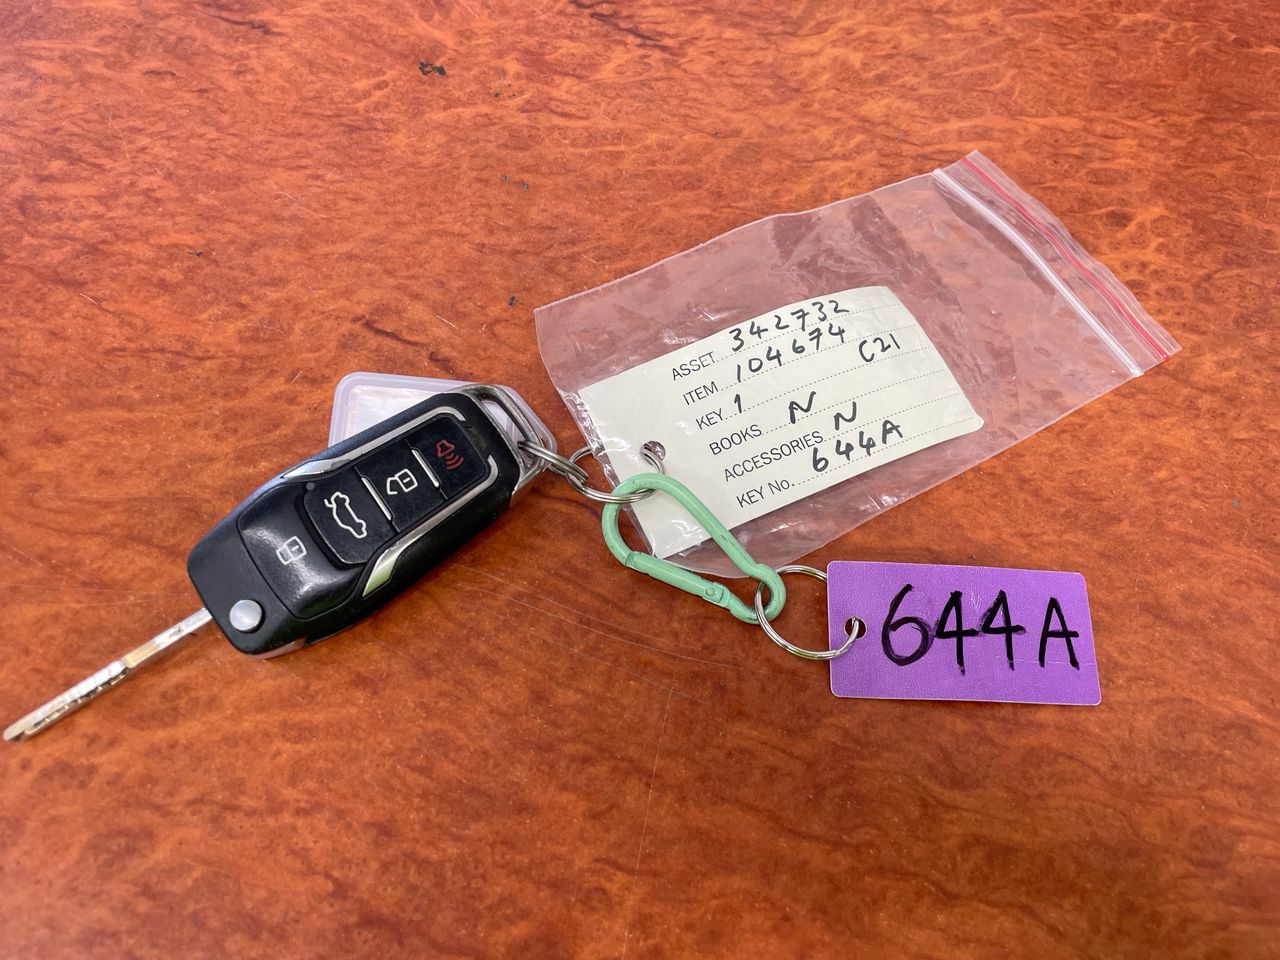 ASSET 342732
ITEM 104674
KEY 1 C21
BOOKS N
ACCESSORIES N
KEY No. 644A
644A